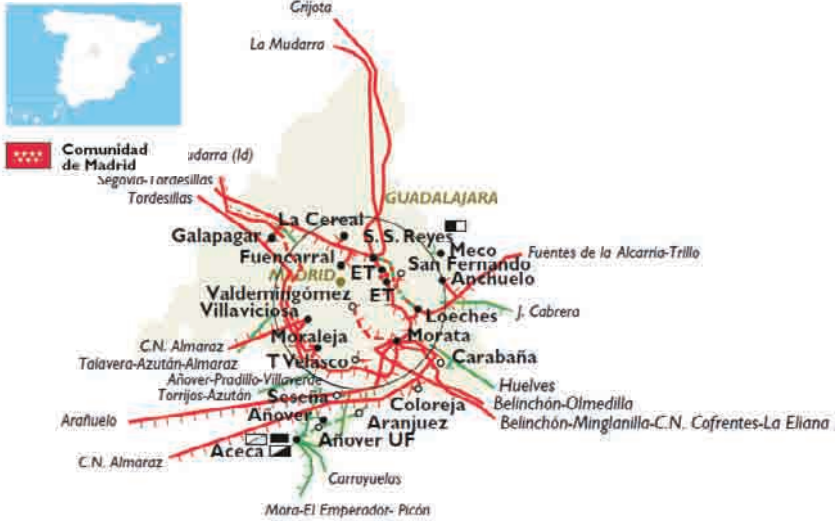 Grijota
La Mudarra
Comunidad
de Madrid
udarra (Id)
Segovia-Tordesillas
Tordesillas
GUADALAJARA
La Cereal
Galapagar
S.S. Reyes
Meco
Fuentes de la Alcarria-Trillo
Fuencarral
San Fernando
MADRID
ET
Anchuelo
Valdemingómez
ET
Villaviciosa
Loeches
J. Cabrera
Moraleja
Morata
C.N. Almaraz
T Velasco
Carabaña
Talavera-Azután-Almaraz
Añover-Pradillo-Villaverde
Huelves
Torrijos-Azután
Seseña
Coloreja
Belinchón-Olmedilla
Arañuelo
Añover
Aranjuez
Belinchón-Minglanilla-C.N. Cofrentes-La Eliana
Añover UF
Aceca
C.N. Almaraz
Carroyuelas
Mora-El Emperador- Picón